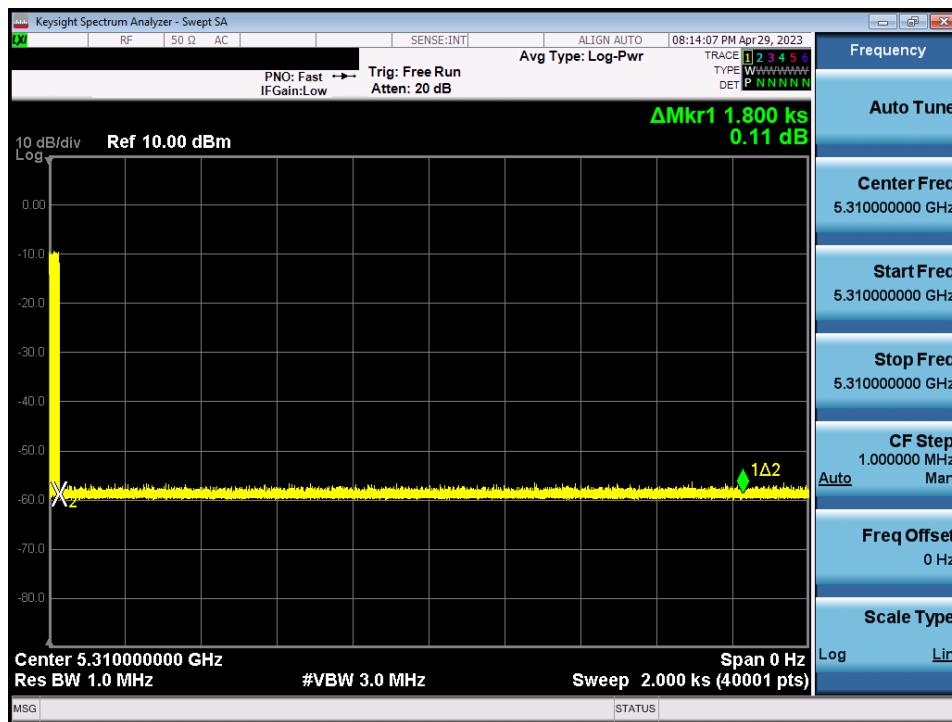 Keysight Spectrum Analyzer - Swept SA
LXI RF 50 Ω AC SENSE:INT ALIGN AUTO 08:14:07 PM Apr 29, 2023
PNO: Fast Trig: Free Run Avg Type: Log-Pwr TRACE 1 2 3 4 5 6
IFGain:Low Atten: 20 dB TYPE WWWWWW
DET P N N N N N
ΔMkr1 1.800 ks
0.11 dB
10 dB/div Ref 10.00 dBm
Log
0.00
-10.0
-20.0
-30.0
-40.0
-50.0
1Δ2
-60.0
2
-70.0
-80.0
Center 5.310000000 GHz Span 0 Hz
Res BW 1.0 MHz #VBW 3.0 MHz Sweep 2.000 ks (40001 pts)
MSG STATUS
Frequency
Auto Tune
Center Freq
5.310000000 GHz
Start Freq
5.310000000 GHz
Stop Freq
5.310000000 GHz
CF Step
1.000000 MHz
Auto Man
Freq Offset
0 Hz
Scale Type
Log Lin